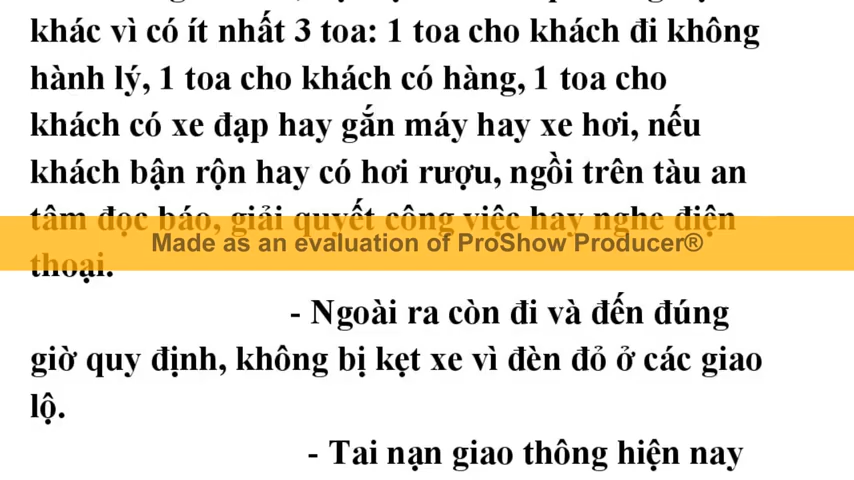 khác vì có ít nhất 3 toa: 1 toa cho khách đi không
hành lý, 1 toa cho khách có hàng, 1 toa cho
khách có xe đạp hay gắn máy hay xe hơi, nếu
khách bận rộn hay có hơi rượu, ngồi trên tàu an
tâm đọc báo, giải quyết công việc hay nghe điện
Made as an evaluation of ProShow Producer®
thoại.
- Ngoài ra còn đi và đến đúng
giờ quy định, không bị kẹt xe vì đèn đỏ ở các giao
lộ.
- Tai nạn giao thông hiện nay